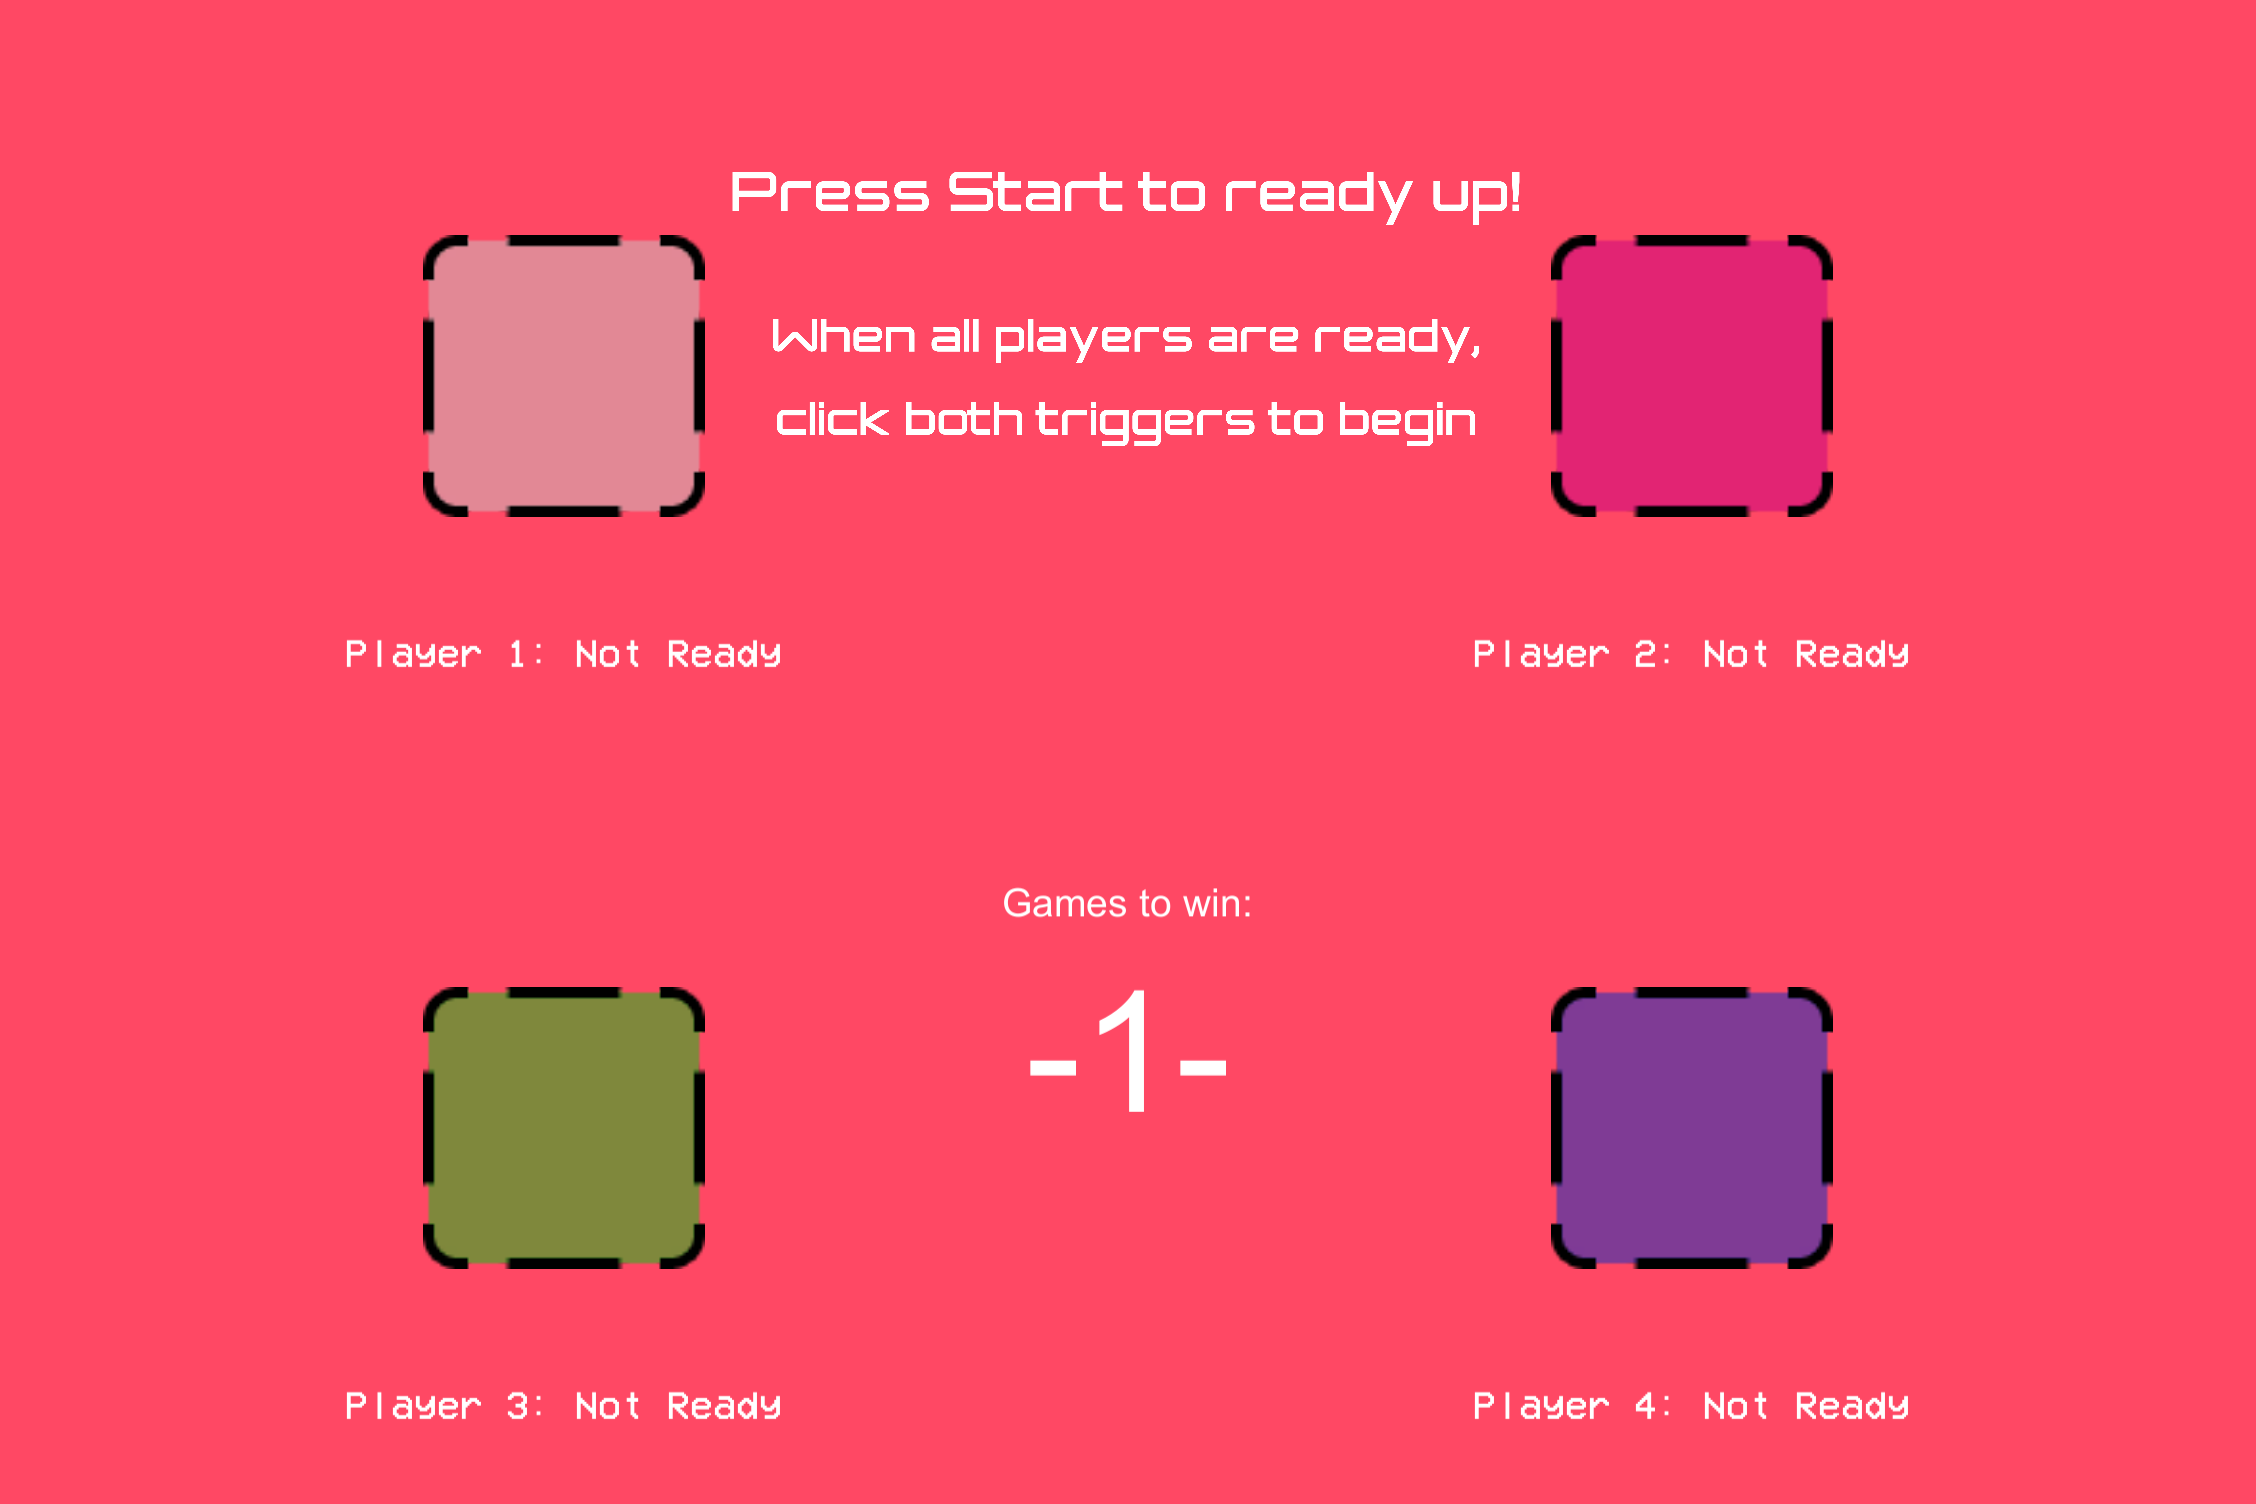 Press Start to ready up!
When all players are ready,
click both triggers to begin
Player 1: Not Ready
Player 2: Not Ready
Games to win:
-1-
Player 3: Not Ready
Player 4: Not Ready